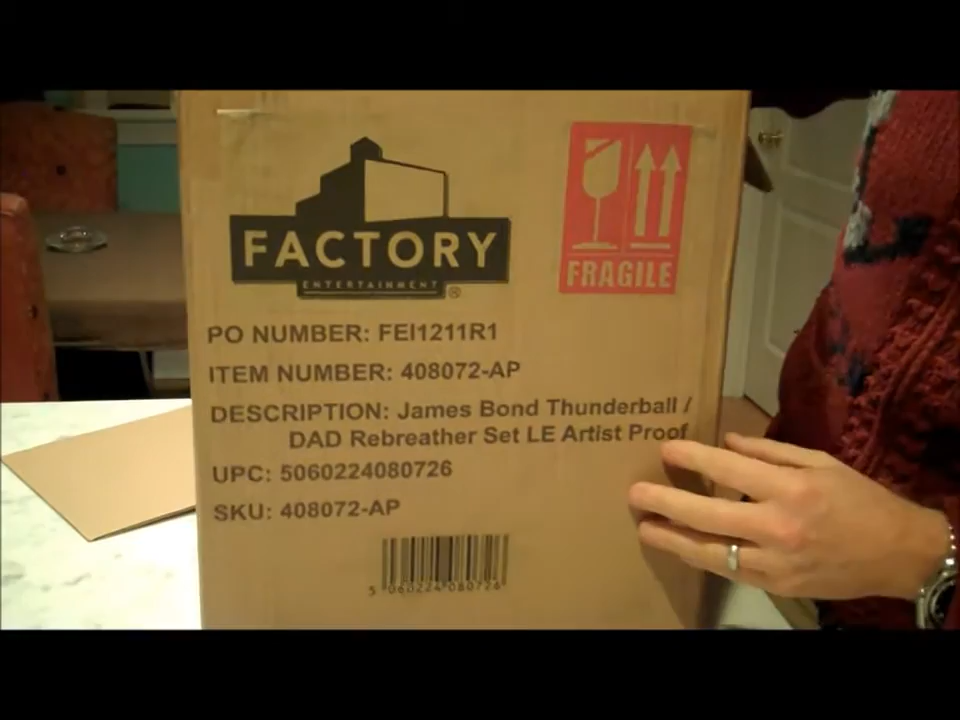 FACTORY
ENTERTAINMENT®
FRAGILE
PO NUMBER: FEI1211R1
ITEM NUMBER: 408072-AP
DESCRIPTION: James Bond Thunderball /
DAD Rebreather Set LE Artist Proof
UPC: 5060224080726
SKU: 408072-AP
5 060224 080726